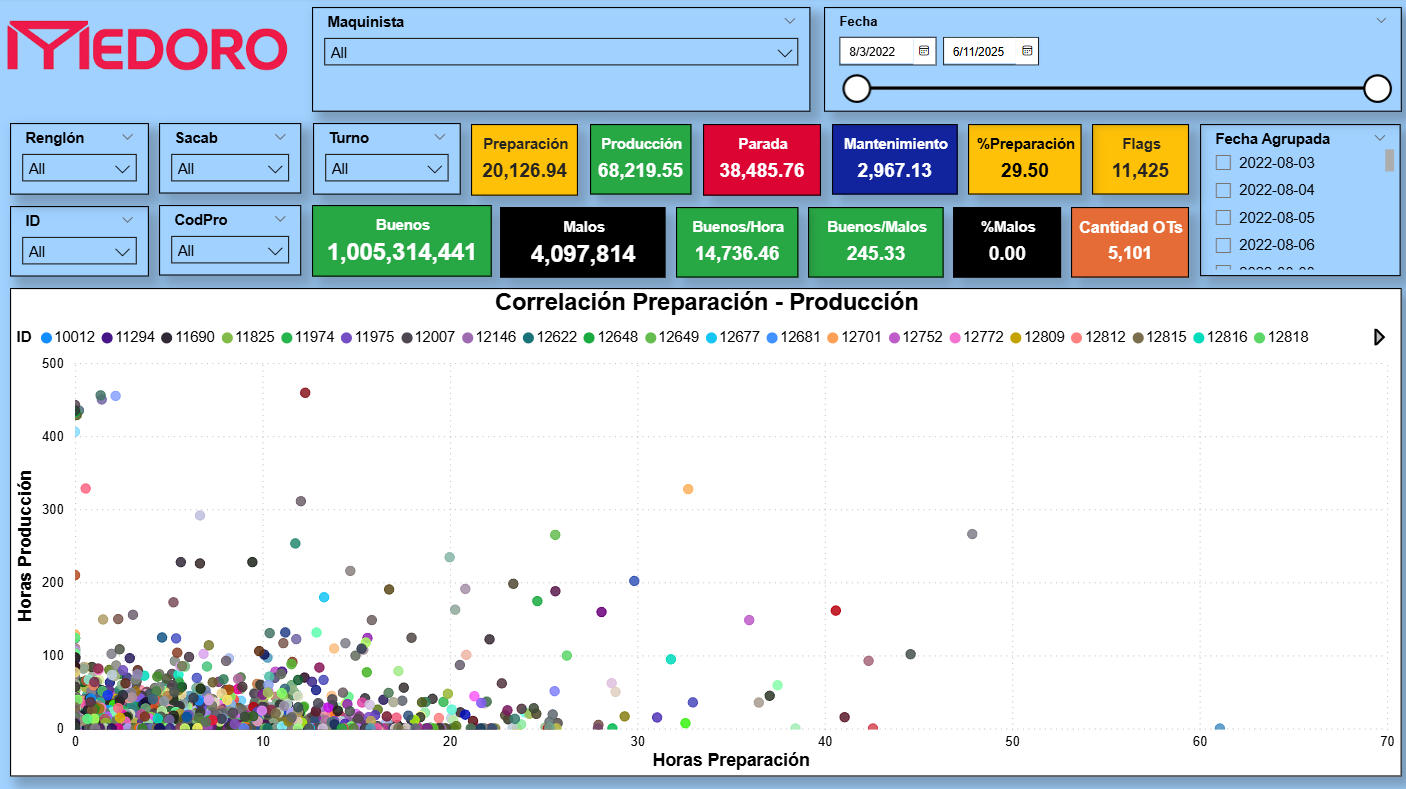 MEDORO
Maquinista
All
Fecha
8/3/2022
6/11/2025
Renglón
All
Sacab
All
Turno
All
Preparación
20,126.94
Producción
68,219.55
Parada
38,485.76
Mantenimiento
2,967.13
%Preparación
29.50
Flags
11,425
Fecha Agrupada
2022-08-03
2022-08-04
2022-08-05
2022-08-06
ID
All
CodPro
All
Buenos
1,005,314,441
Malos
4,097,814
Buenos/Hora
14,736.46
Buenos/Malos
245.33
%Malos
0.00
Cantidad OTs
5,101
Correlación Preparación - Producción
ID 10012 11294 11690 11825 11974 11975 12007 12146 12622 12648 12649 12677 12681 12701 12752 12772 12809 12812 12815 12816 12818
Horas Producción
500
400
300
200
100
0
0 10 20 30 40 50 60 70
Horas Preparación